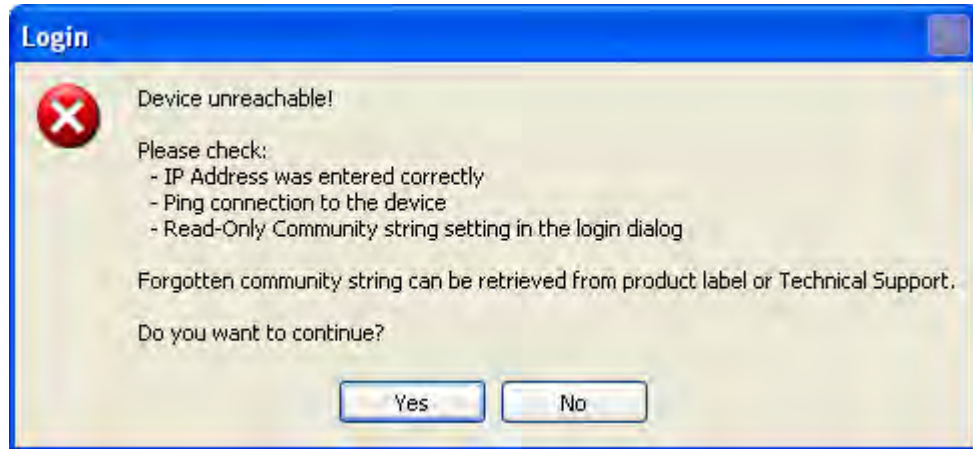 Login
Device unreachable!
Please check:
- IP Address was entered correctly
- Ping connection to the device
- Read-Only Community string setting in the login dialog
Forgotten community string can be retrieved from product label or Technical Support.
Do you want to continue?
Yes No